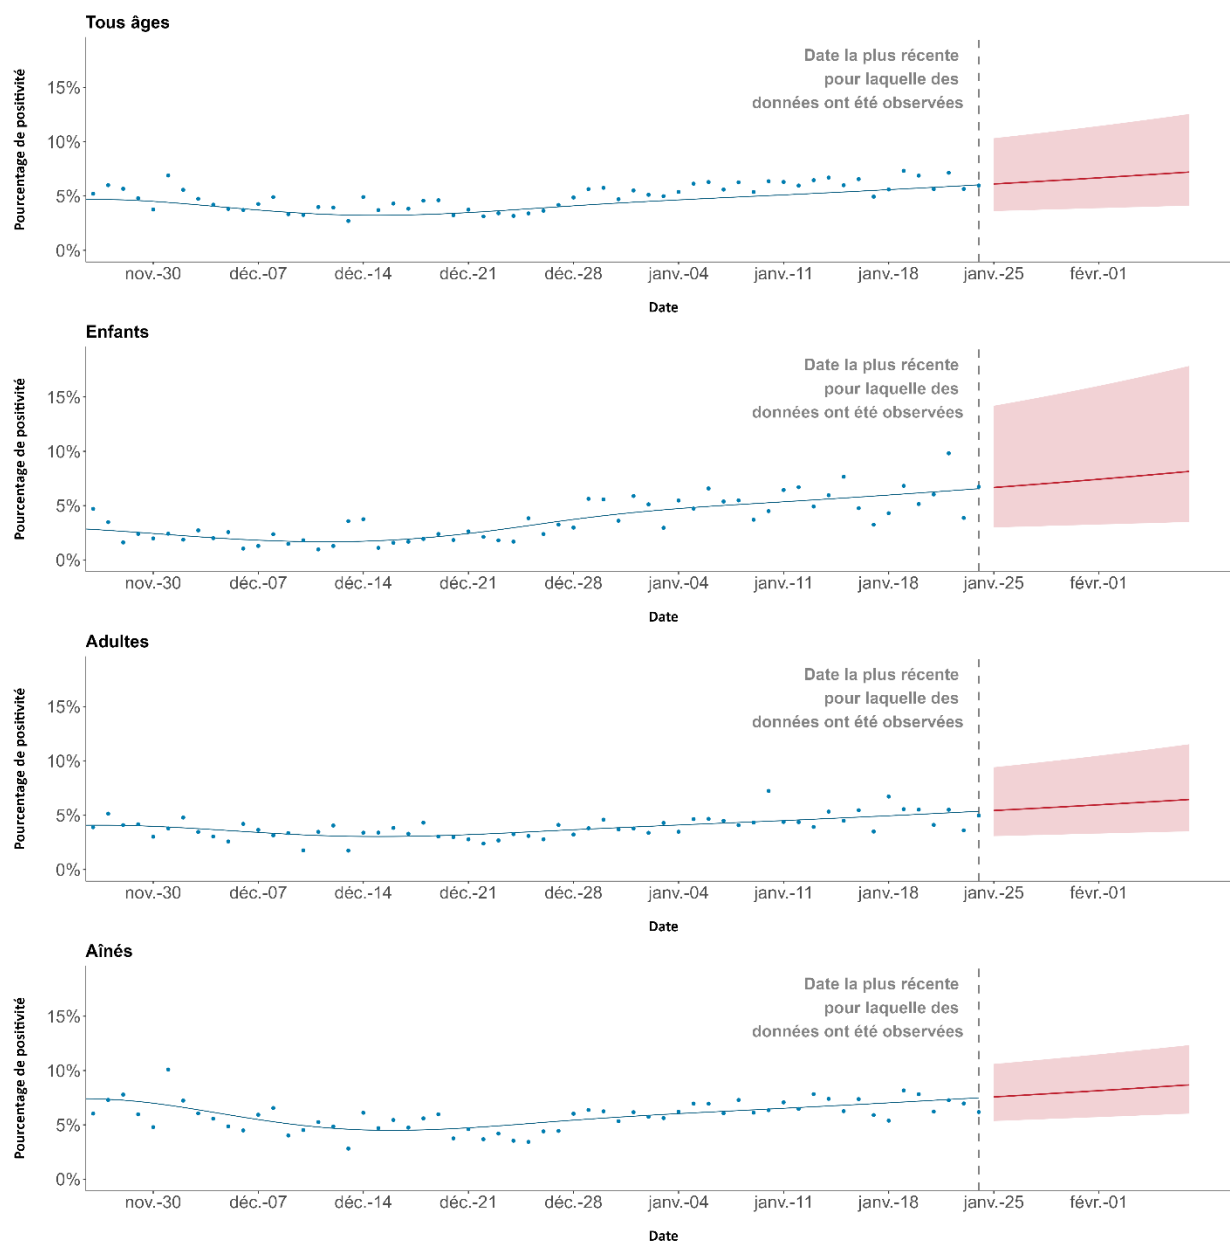 Tous âges
Pourcentage de positivité
Date la plus récente
pour laquelle des
données ont été observées
15%
10%
5%
0%
nov.-30 déc.-07 déc.-14 déc.-21 déc.-28 janv.-04 janv.-11 janv.-18 janv.-25 févr.-01
Date
Enfants
Pourcentage de positivité
Date la plus récente
pour laquelle des
données ont été observées
15%
10%
5%
0%
nov.-30 déc.-07 déc.-14 déc.-21 déc.-28 janv.-04 janv.-11 janv.-18 janv.-25 févr.-01
Date
Adultes
Pourcentage de positivité
Date la plus récente
pour laquelle des
données ont été observées
15%
10%
5%
0%
nov.-30 déc.-07 déc.-14 déc.-21 déc.-28 janv.-04 janv.-11 janv.-18 janv.-25 févr.-01
Date
Aînés
Pourcentage de positivité
Date la plus récente
pour laquelle des
données ont été observées
15%
10%
5%
0%
nov.-30 déc.-07 déc.-14 déc.-21 déc.-28 janv.-04 janv.-11 janv.-18 janv.-25 févr.-01
Date